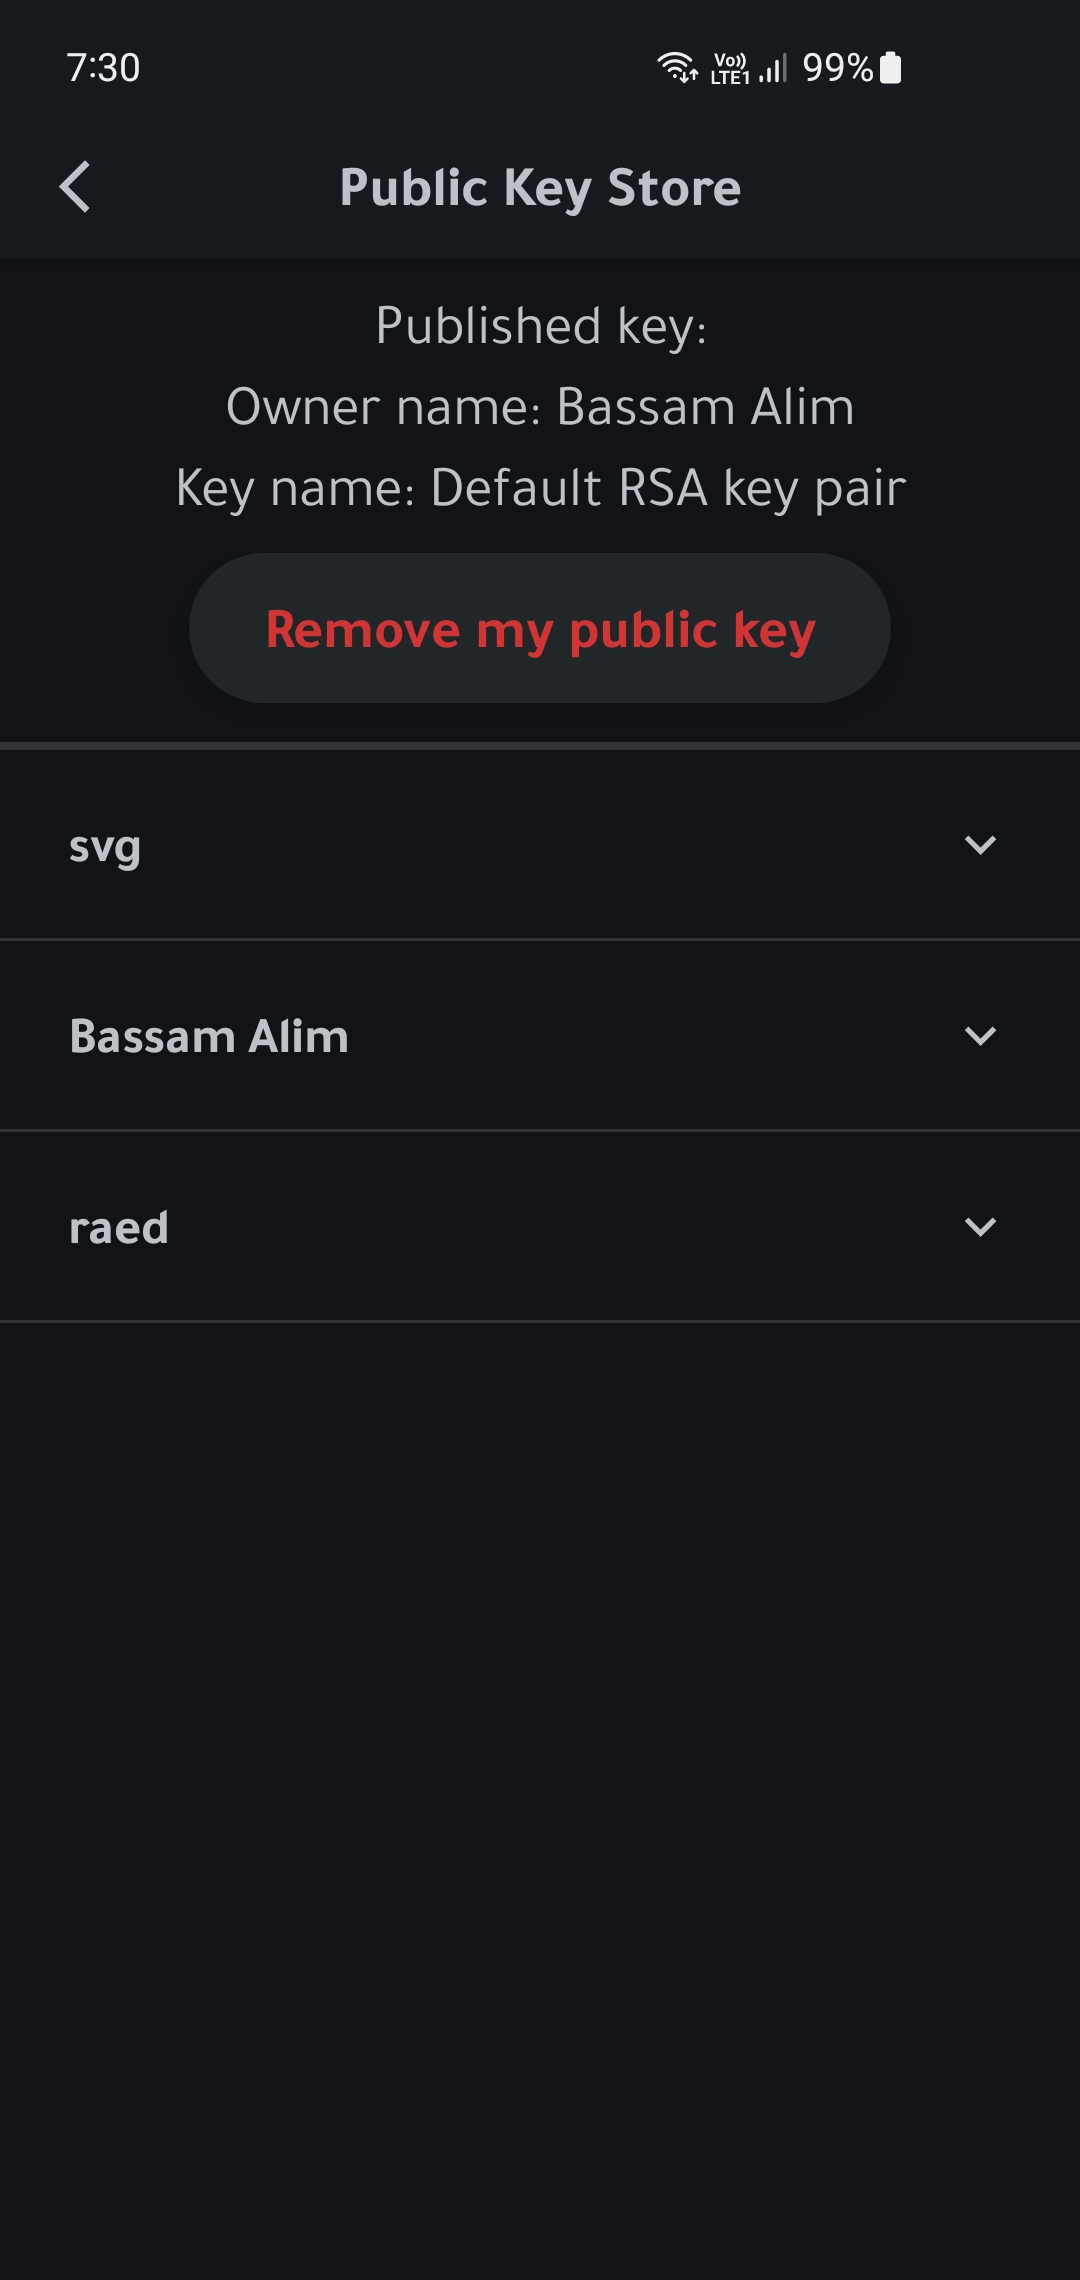 7:30
Vo)) LTE1 99%
Public Key Store
Published key:
Owner name: Bassam Alim
Key name: Default RSA key pair
Remove my public key
svg
Bassam Alim
raed